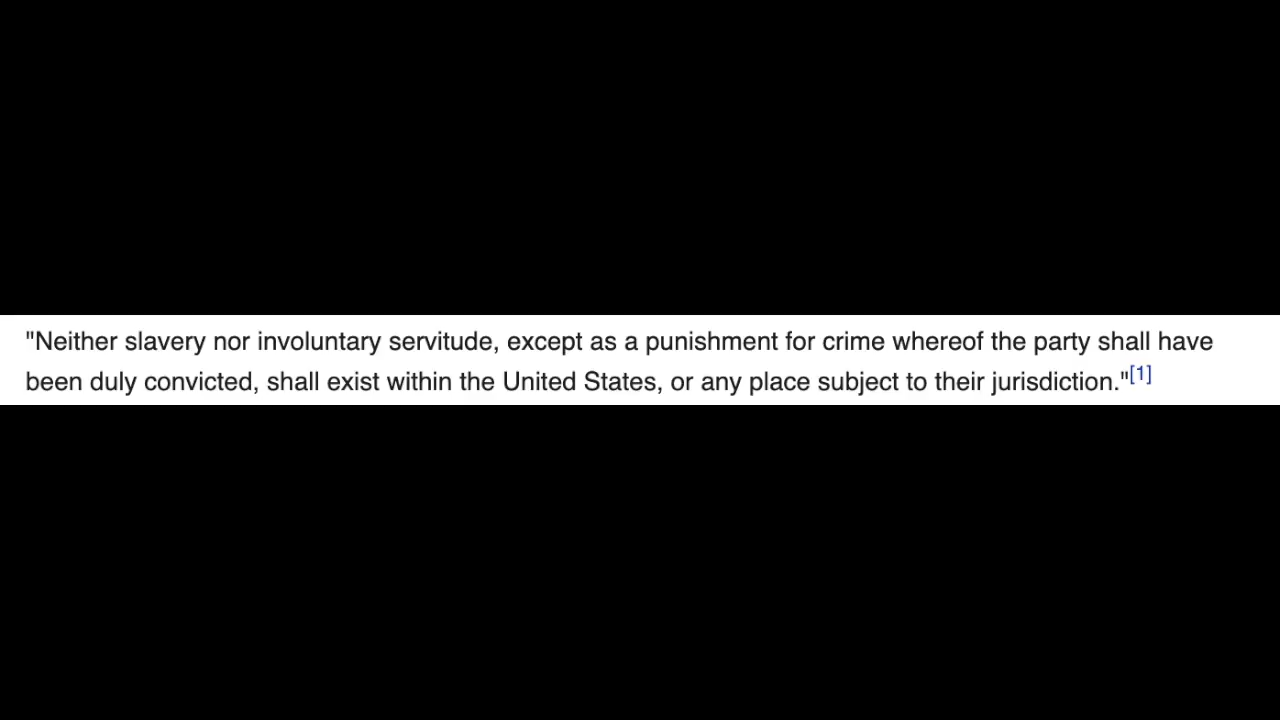 "Neither slavery nor involuntary servitude, except as a punishment for crime whereof the party shall have
been duly convicted, shall exist within the United States, or any place subject to their jurisdiction."[1]